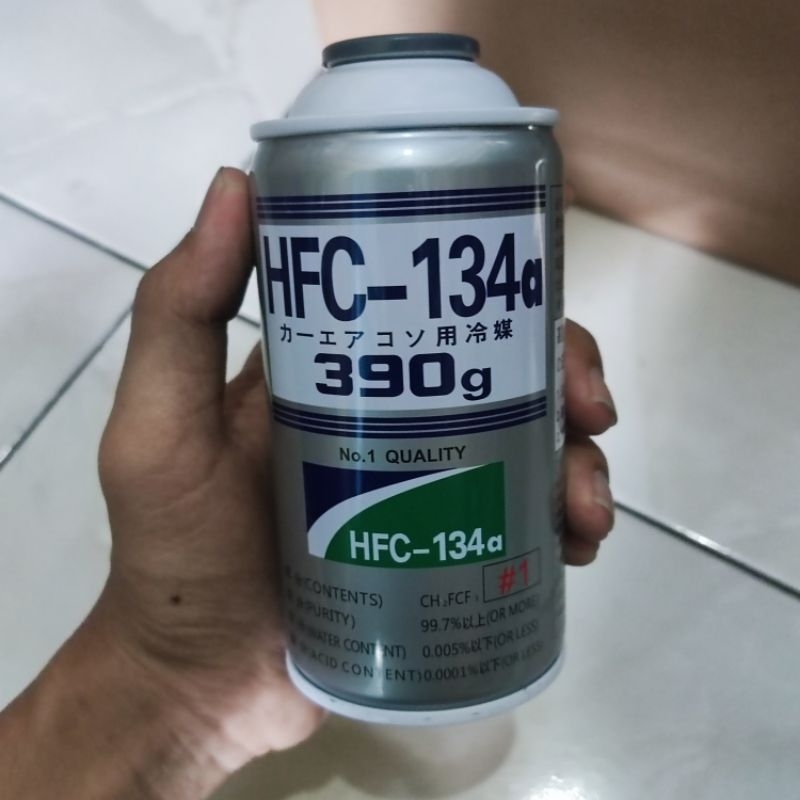 HFC-134a
カーエアコソ用冷媒
390g
No.1 QUALITY
HFC-134a
#1
(CONTENTS) CH₂FCF₃
(PURITY) 99.7%以上(OR MORE)
(WATER CONTENT) 0.005%以下(OR LESS)
(ACID CONTENT) 0.0001%以下(OR LESS)